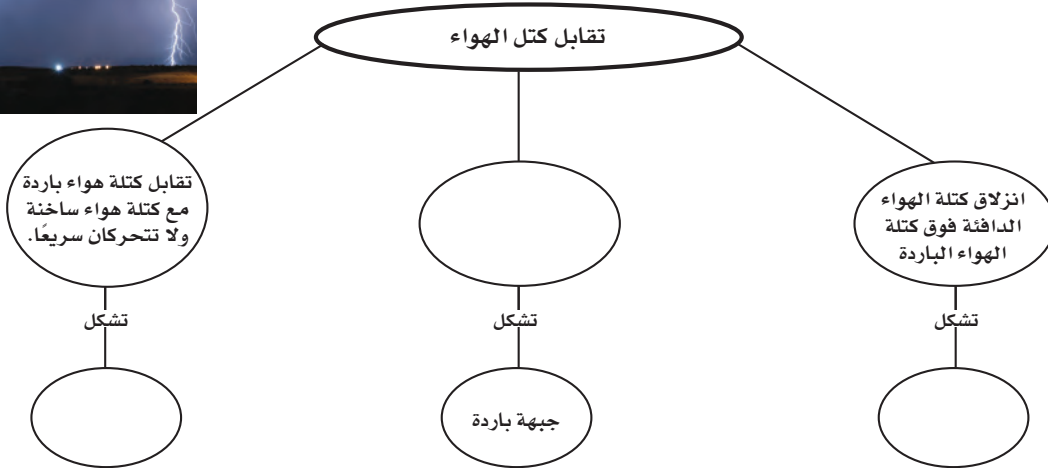 تقابل كتل الهواء
انزلاق كتلة الهواء
الدافئة فوق كتلة
الهواء الباردة
تشكل
تشكل
جبهة باردة
تقابل كتلة هواء باردة
مع كتلة هواء ساخنة
ولا تتحركان سريعًا.
تشكل